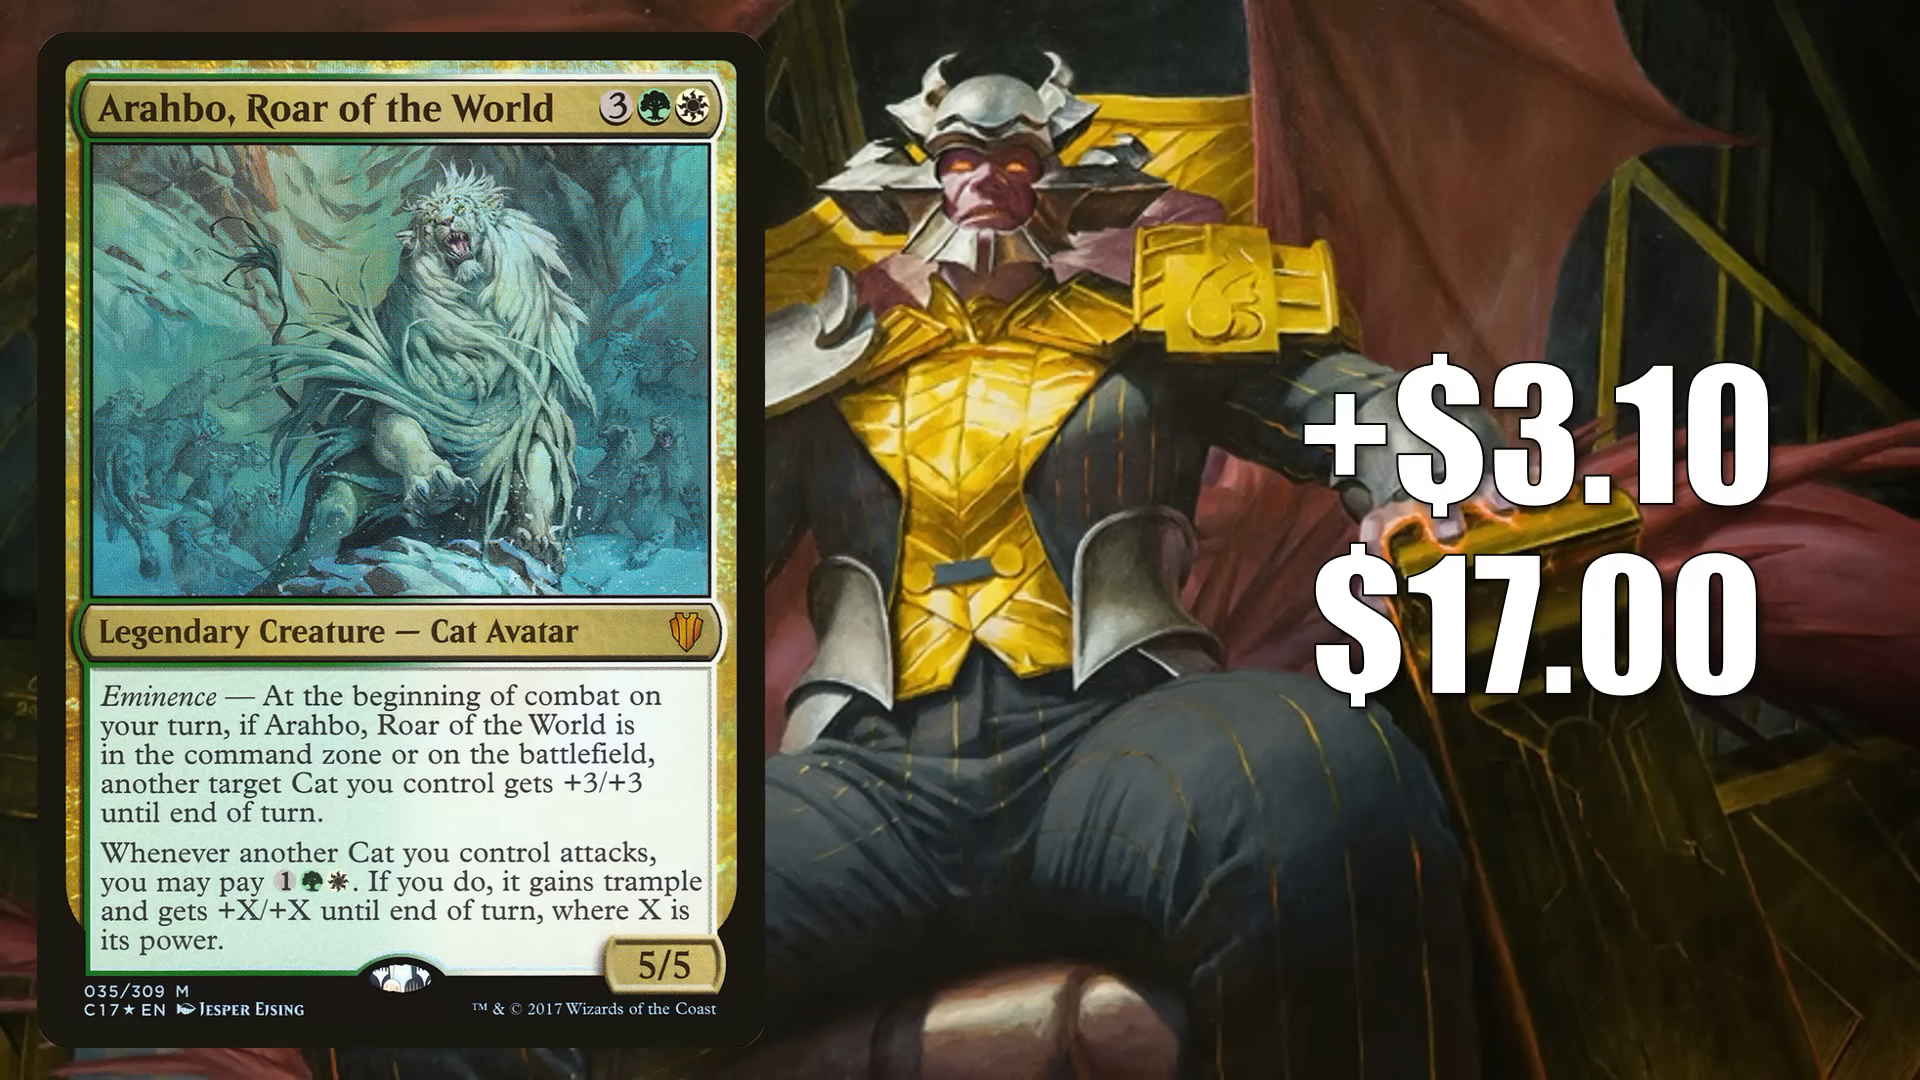 Arahbo, Roar of the World 3
Legendary Creature — Cat Avatar
Eminence — At the beginning of combat on
your turn, if Arahbo, Roar of the World is
in the command zone or on the battlefield,
another target Cat you control gets +3/+3
until end of turn.
Whenever another Cat you control attacks,
you may pay 1. If you do, it gains trample
and gets +X/+X until end of turn, where X is
its power.
5/5
035/309 M
C17★EN Jesper Ejsing
™ & © 2017 Wizards of the Coast
+$3.10
$17.00